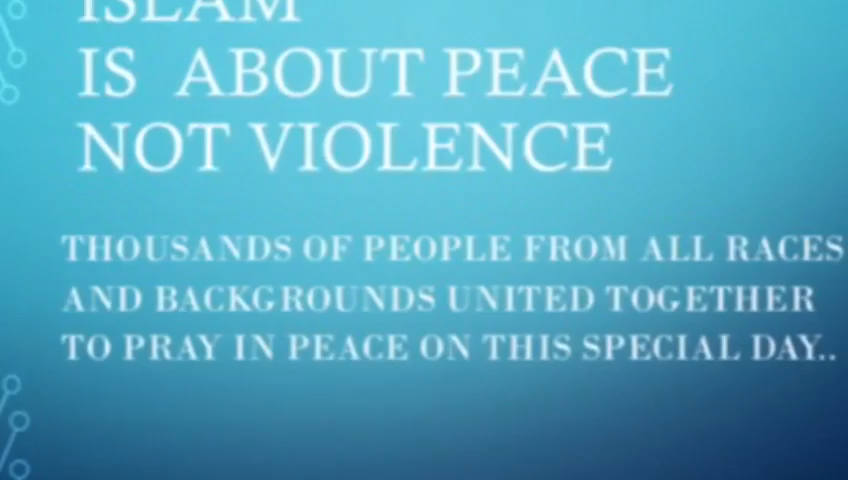 ISLAM
IS ABOUT PEACE
NOT VIOLENCE
THOUSANDS OF PEOPLE FROM ALL RACES
AND BACKGROUNDS UNITED TOGETHER
TO PRAY IN PEACE ON THIS SPECIAL DAY..